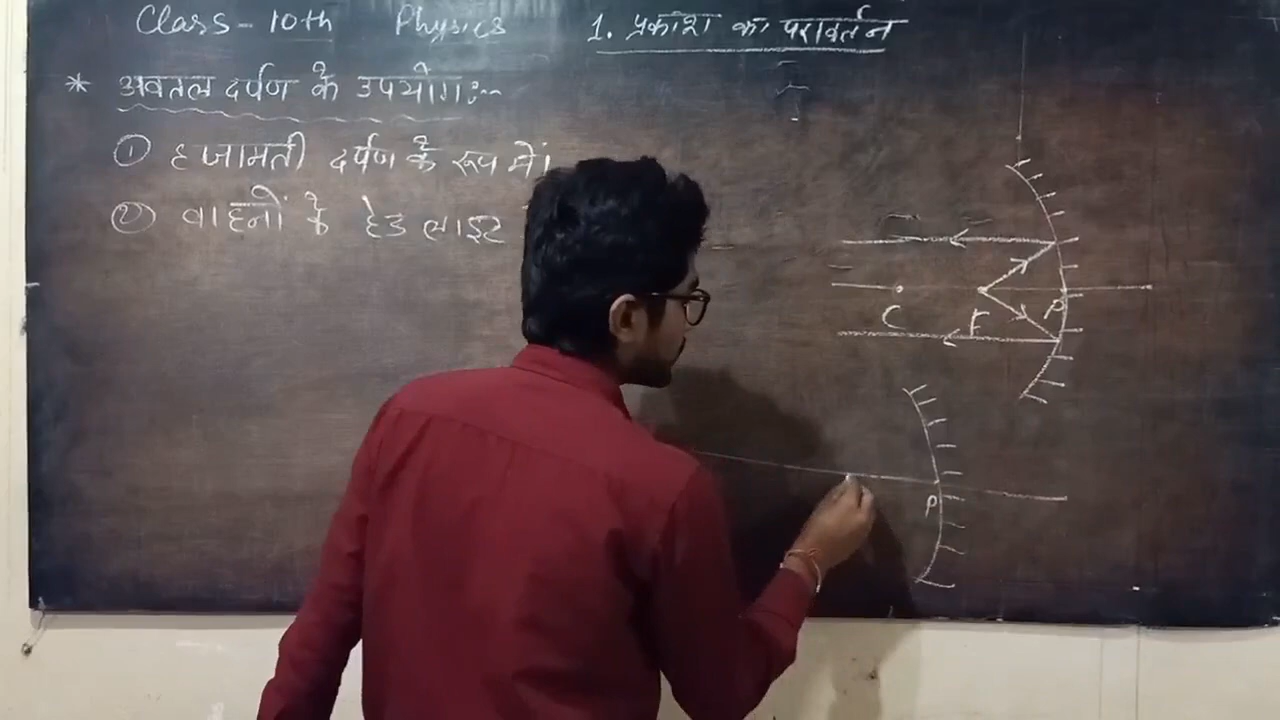 Class - 10th Physics 1. प्रकाश का परावर्तन
* अवतल दर्पण के उपयोग :-
① हजामती दर्पण के रूप में।
② वाहनों के हेड लाइट
C F P
P